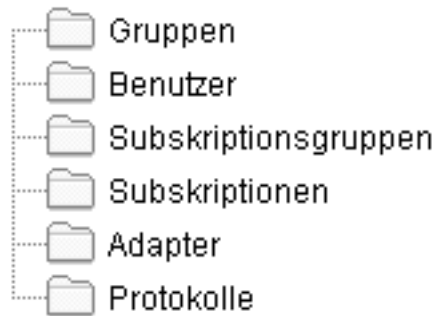 Gruppen
Benutzer
Subskriptionsgruppen
Subskriptionen
Adapter
Protokolle